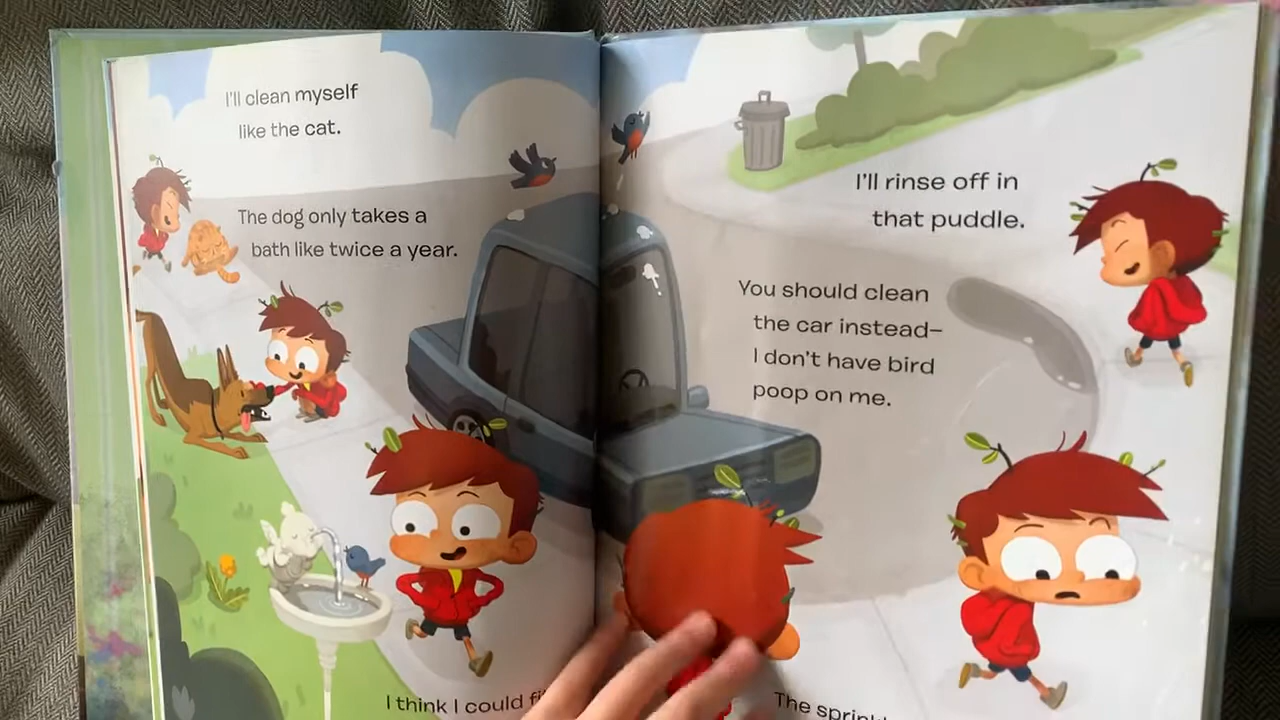 I'll clean myself
like the cat.
The dog only takes a
bath like twice a year.
I think I could
I'll rinse off in
that puddle.
You should clean
the car instead–
I don't have bird
poop on me.
The